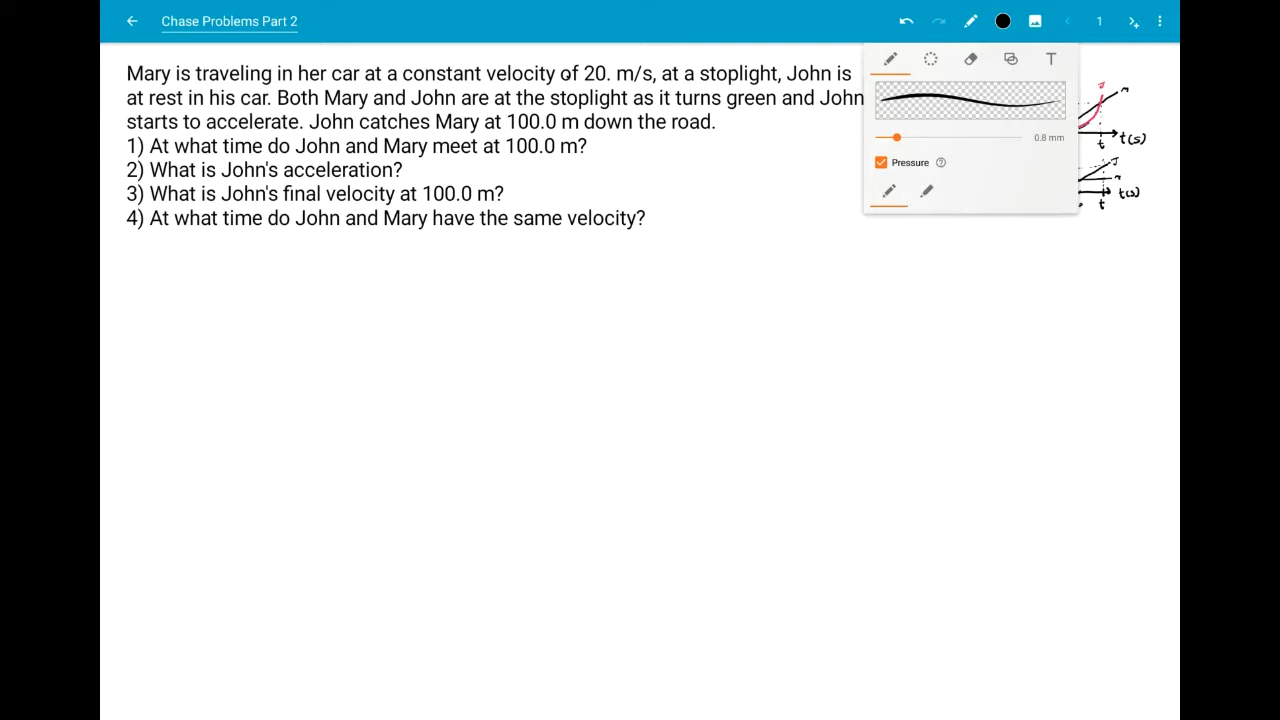 Chase Problems Part 2
1
T
Mary is traveling in her car at a constant velocity of 20. m/s, at a stoplight, John is
at rest in his car. Both Mary and John are at the stoplight as it turns green and John
starts to accelerate. John catches Mary at 100.0 m down the road.
1) At what time do John and Mary meet at 100.0 m?
2) What is John's acceleration?
3) What is John's final velocity at 100.0 m?
4) At what time do John and Mary have the same velocity?
0.8 mm
Pressure
t(s)
t
J
t(s)
t